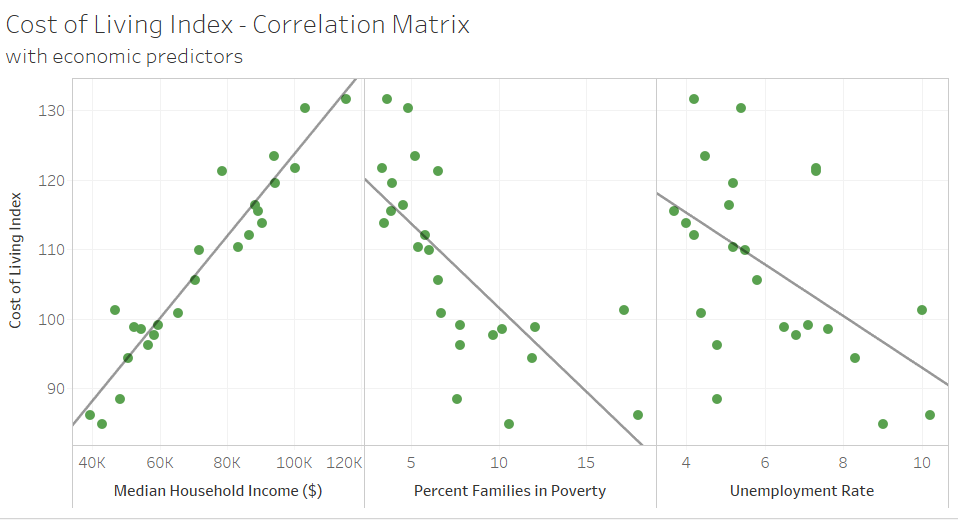 Cost of Living Index - Correlation Matrix
with economic predictors
Cost of Living Index
130
120
110
100
90
40K 60K 80K 100K 120K 5 10 15 4 6 8 10
Median Household Income ($) Percent Families in Poverty Unemployment Rate